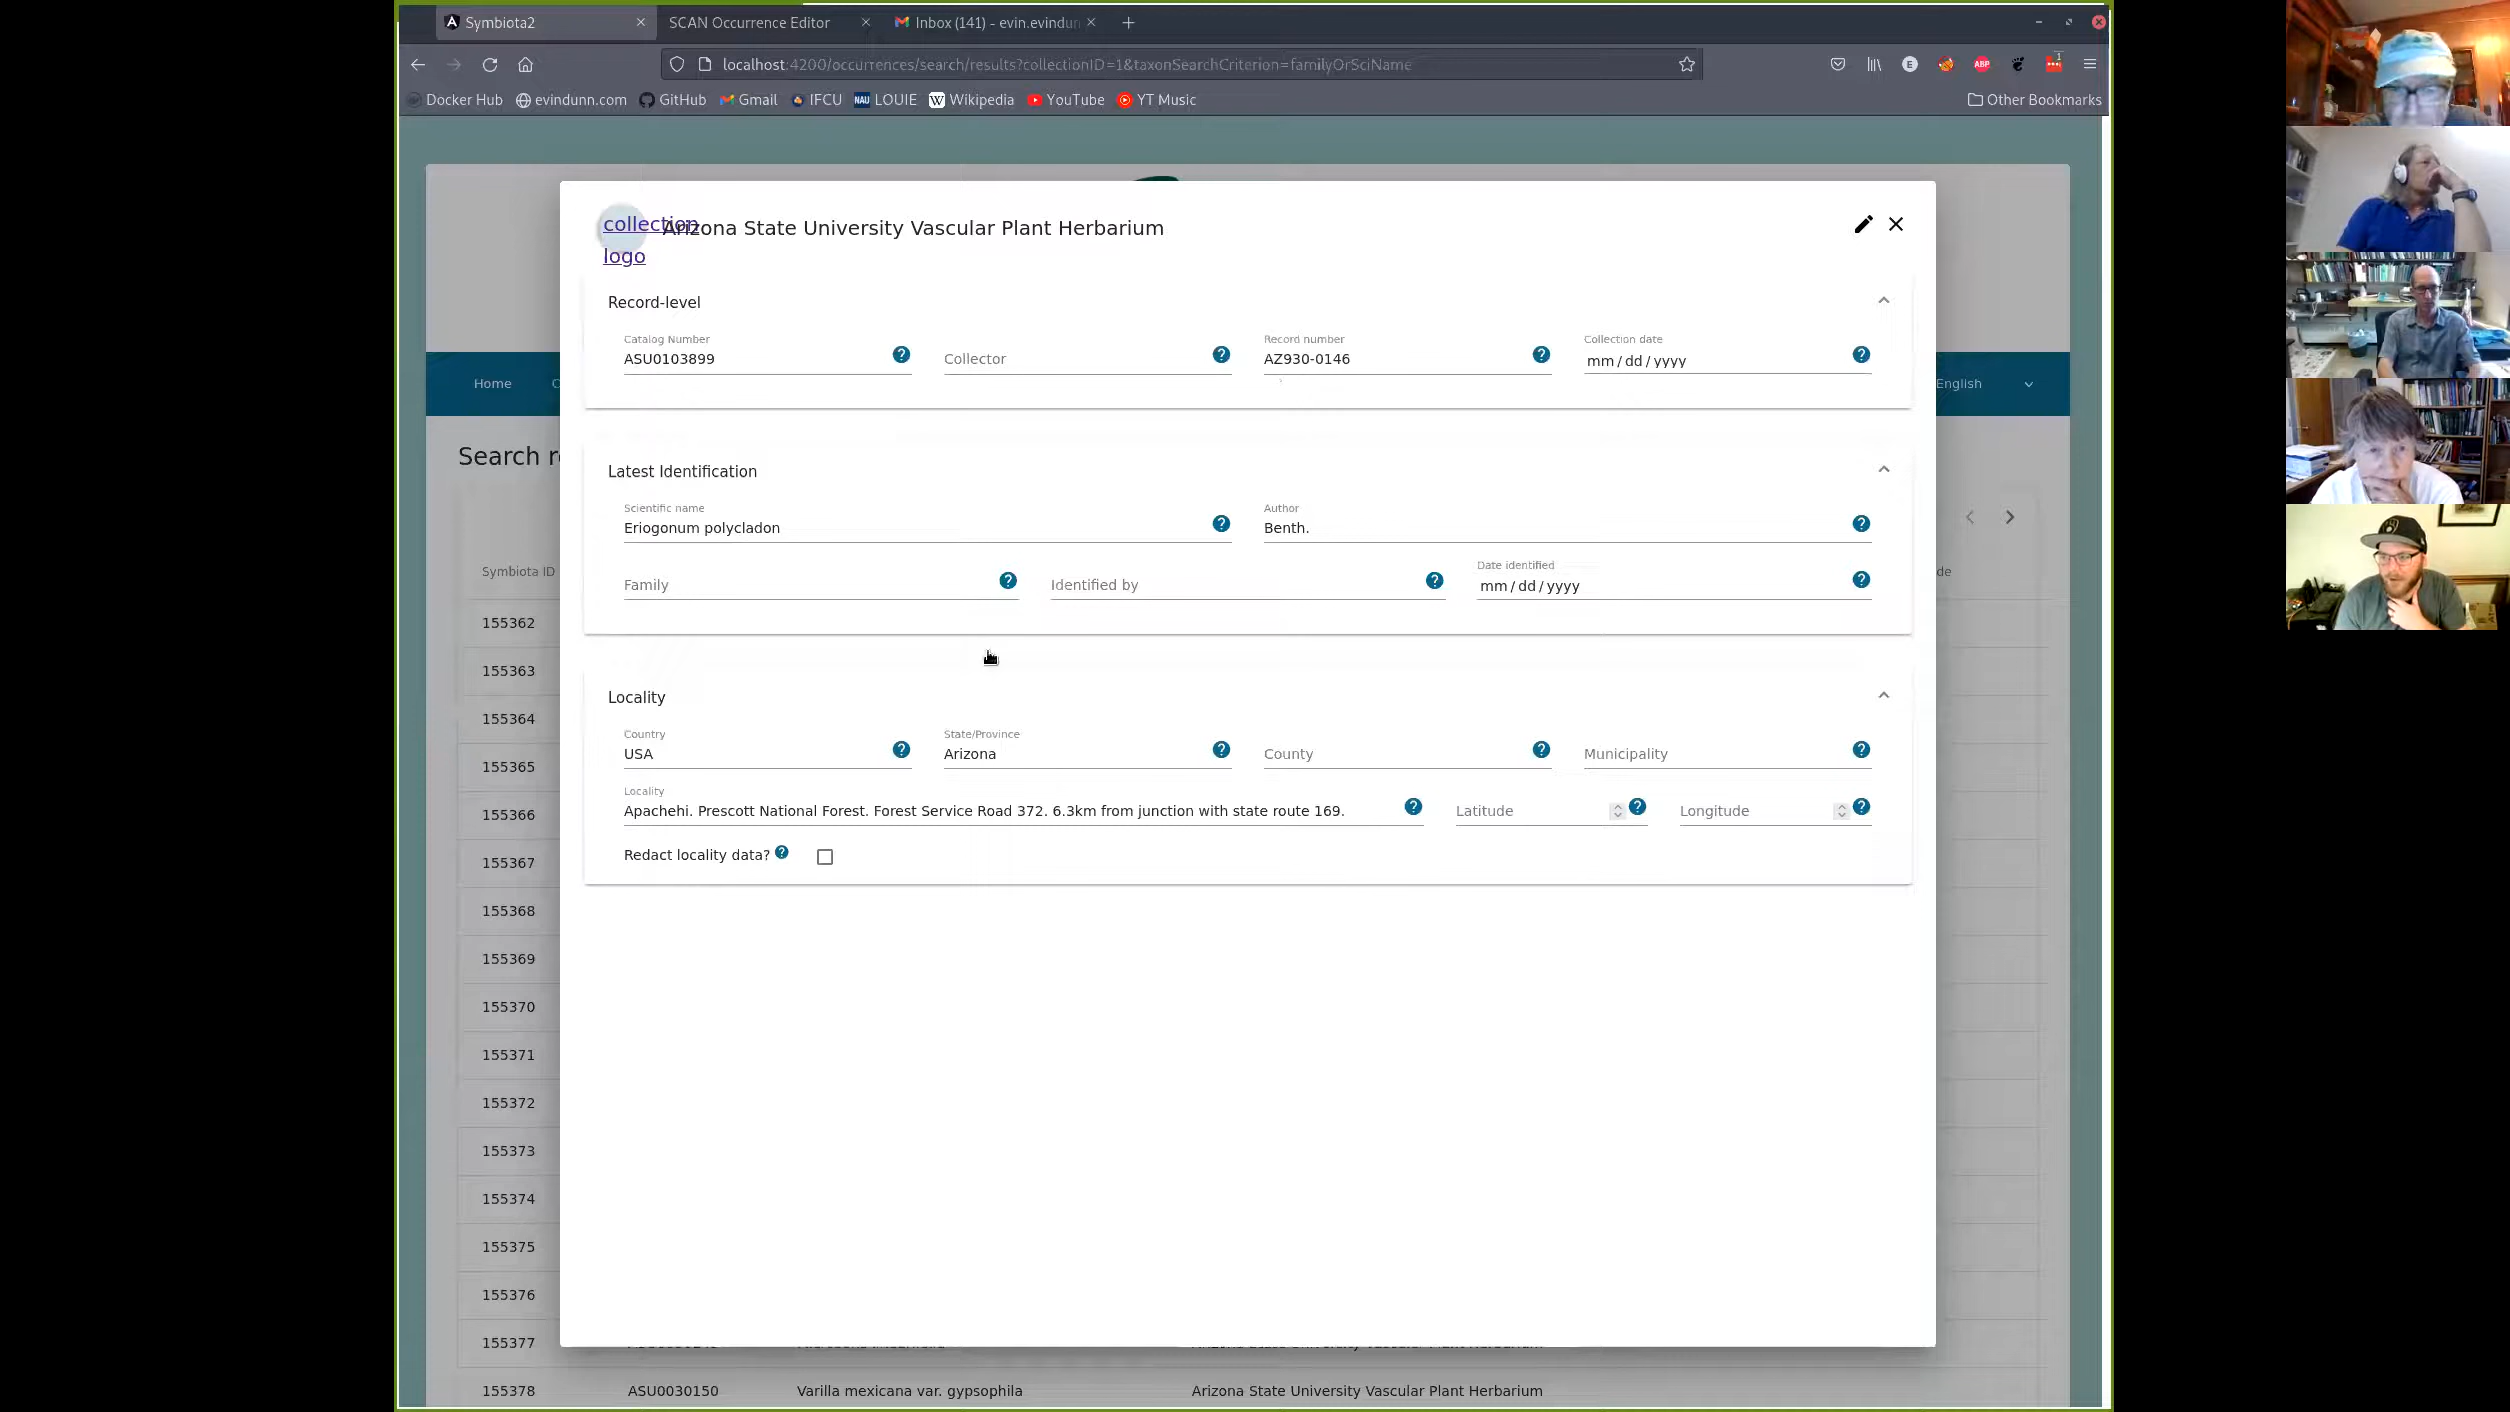 Symbiota2
SCAN Occurrence Editor
Inbox (141) - evin.evindun
localhost:4200/occurrences/search/results?collectionID=1&taxonSearchCriterion=familyOrSciName
Docker Hub
evindunn.com
GitHub
Gmail
IFCU
NAU LOUIE
Wikipedia
YouTube
YT Music
Other Bookmarks
collection logo
Arizona State University Vascular Plant Herbarium
Record-level
Catalog Number
ASU0103899
Collector
Record number
AZ930-0146
Collection date
mm/dd/yyyy
Home
English
Latest Identification
Search r
Scientific name
Eriogonum polycladon
Author
Benth.
Symbiota ID
de
Family
Identified by
Date identified
mm/dd/yyyy
Locality
Country
USA
State/Province
Arizona
County
Municipality
Locality
Apachehi. Prescott National Forest. Forest Service Road 372. 6.3km from junction with state route 169.
Latitude
Longitude
Redact locality data?
155362
155363
155364
155365
155366
155367
155368
155369
155370
155371
155372
155373
155374
155375
155376
155377
155378 ASU0030150 Varilla mexicana var. gypsophila Arizona State University Vascular Plant Herbarium